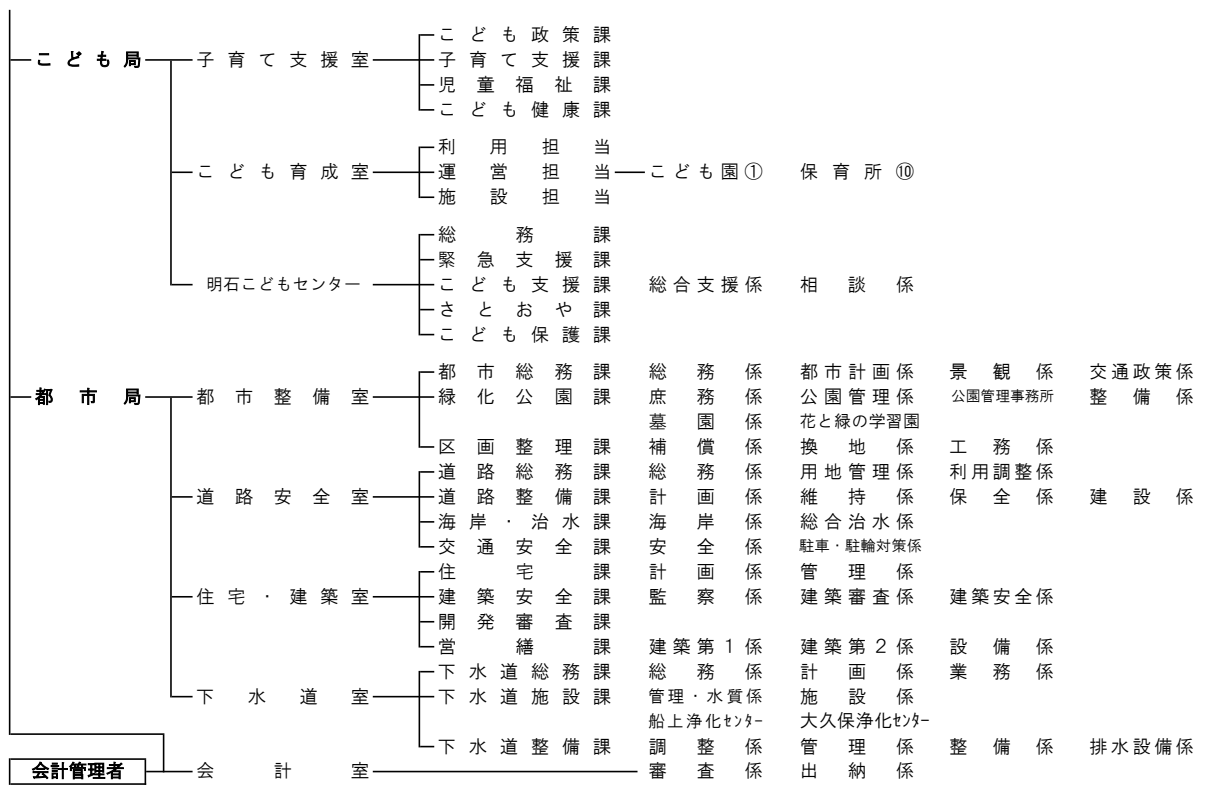 こども政策課
こども局 子育て支援室 子育て支援課
児童福祉課
こども健康課
利用担当
こども育成室 運営担当 こども園① 保育所⑩
施設担当
総務課
緊急支援課
明石こどもセンター こども支援課 総合支援係 相談係
さとおや課
こども保護課
都市総務課 総務係 都市計画係 景観係 交通政策係
都市局 都市整備室 緑化公園課 庶務係 公園管理係 公園管理事務所 整備係
墓園係 花と緑の学習園
区画整理課 補償係 換地係 工務係
道路総務課 総務係 用地管理係 利用調整係
道路安全室 道路整備課 計画係 維持係 保全係 建設係
海岸・治水課 海岸係 総合治水係
交通安全課 安全係 駐車・駐輪対策係
住宅課 計画係 管理係
住宅・建築室 建築安全課 監察係 建築審査係 建築安全係
開発審査課
営繕課 建築第1係 建築第2係 設備係
下水道総務課 総務係 計画係 業務係
下水道室 下水道施設課 管理・水質係 施設係
船上浄化ｾﾝﾀｰ 大久保浄化ｾﾝﾀｰ
下水道整備課 調整係 管理係 整備係 排水設備係
会計管理者 会計室 審査係 出納係